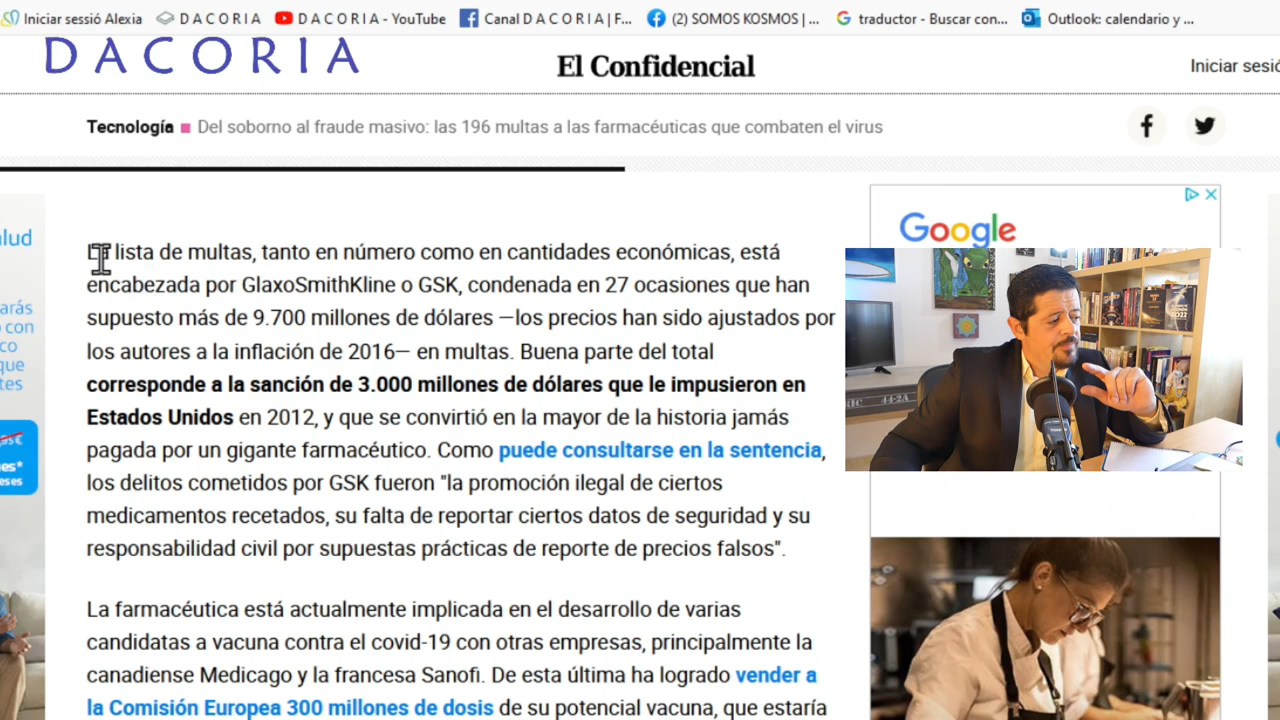 Iniciar sessió Alexia
D A C O R I A
D A C O R I A - YouTube
Canal D A C O R I A | F...
(2) SOMOS KOSMOS | ...
traductor - Buscar con...
Outlook: calendario y ...
D A C O R I A
El Confidencial
Iniciar sesió
Tecnología
Del soborno al fraude masivo: las 196 multas a las farmacéuticas que combaten el virus
alud
arás
o con
co
que
tes
es*
eses
lista de multas, tanto en número como en cantidades económicas, está
encabezada por GlaxoSmithKline o GSK, condenada en 27 ocasiones que han
supuesto más de 9.700 millones de dólares —los precios han sido ajustados por
los autores a la inflación de 2016— en multas. Buena parte del total
corresponde a la sanción de 3.000 millones de dólares que le impusieron en
Estados Unidos en 2012, y que se convirtió en la mayor de la historia jamás
pagada por un gigante farmacéutico. Como puede consultarse en la sentencia,
los delitos cometidos por GSK fueron "la promoción ilegal de ciertos
medicamentos recetados, su falta de reportar ciertos datos de seguridad y su
responsabilidad civil por supuestas prácticas de reporte de precios falsos".
La farmacéutica está actualmente implicada en el desarrollo de varias
candidatas a vacuna contra el covid-19 con otras empresas, principalmente la
canadiense Medicago y la francesa Sanofi. De esta última ha logrado vender a
la Comisión Europea 300 millones de dosis de su potencial vacuna, que estaría
Google
2022